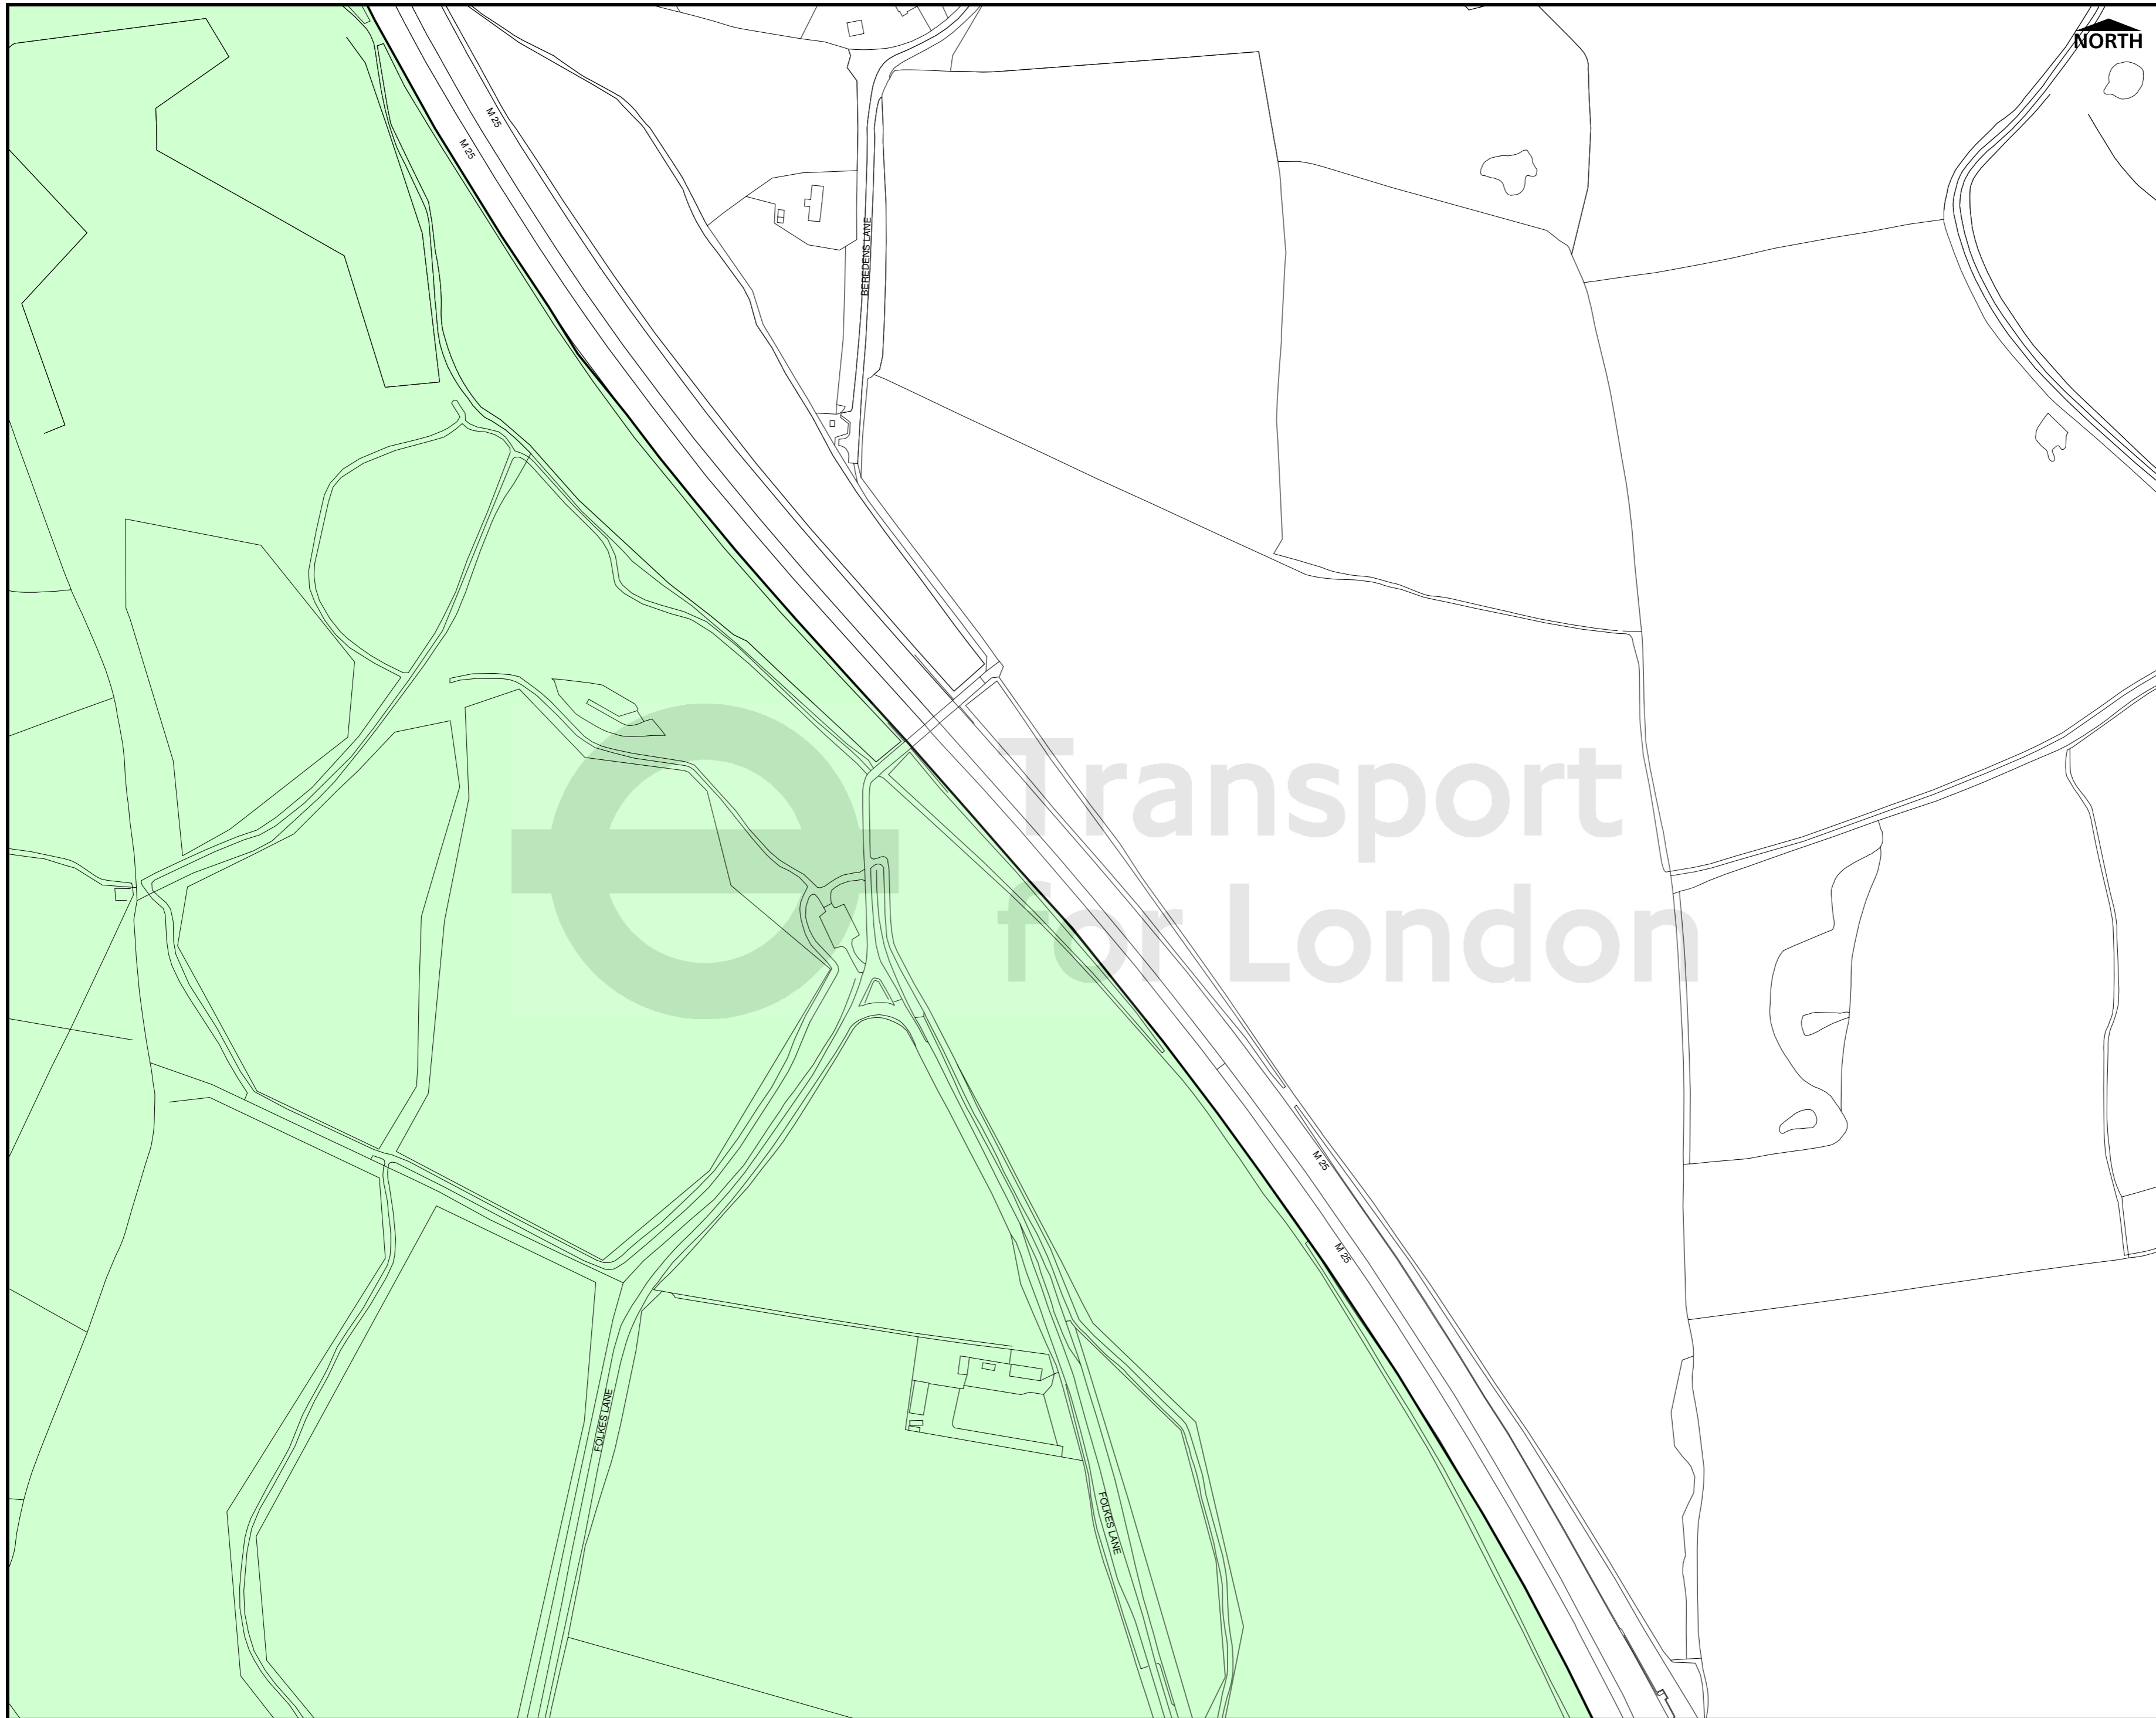 NORTH
M 25
M 25
BEREDENS LANE
Transport
for London
M 25
M 25
FOLKES LANE
FOLKES LANE